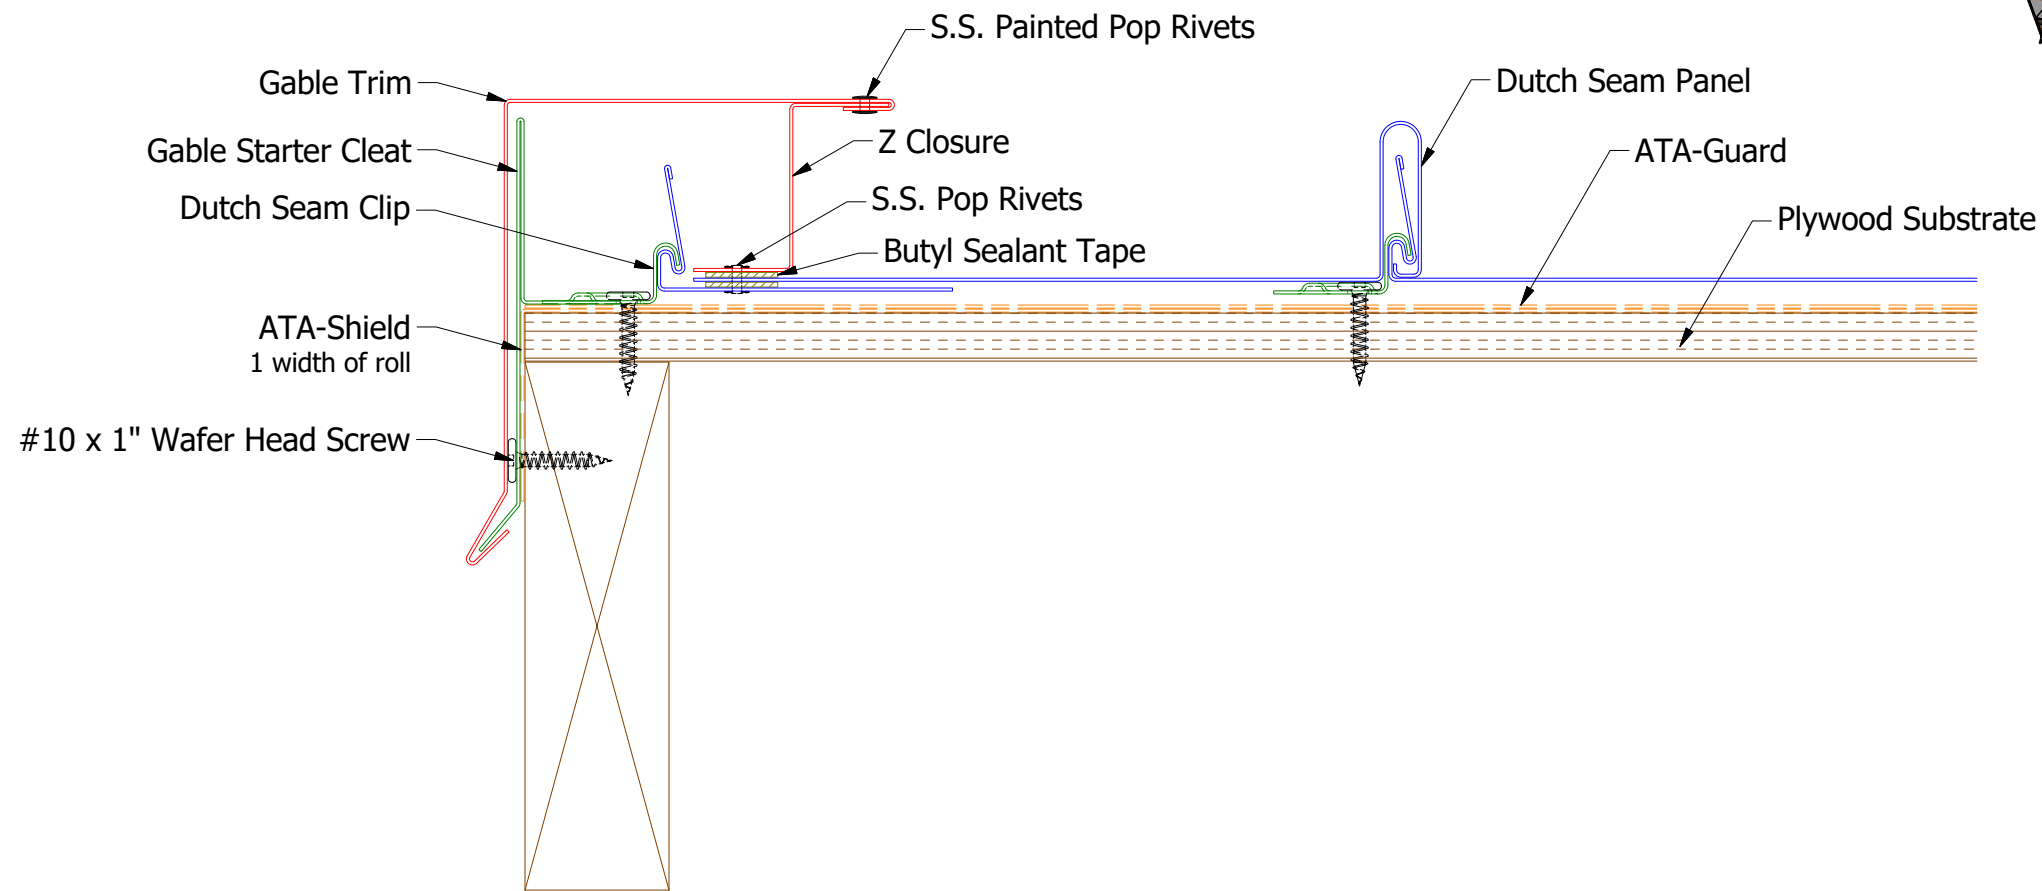 S.S. Painted Pop Rivets
Gable Trim
Dutch Seam Panel
Gable Starter Cleat
Z Closure
ATA-Guard
Dutch Seam Clip
S.S. Pop Rivets
Plywood Substrate
Butyl Sealant Tape
ATA-Shield
1 width of roll
#10 x 1" Wafer Head Screw